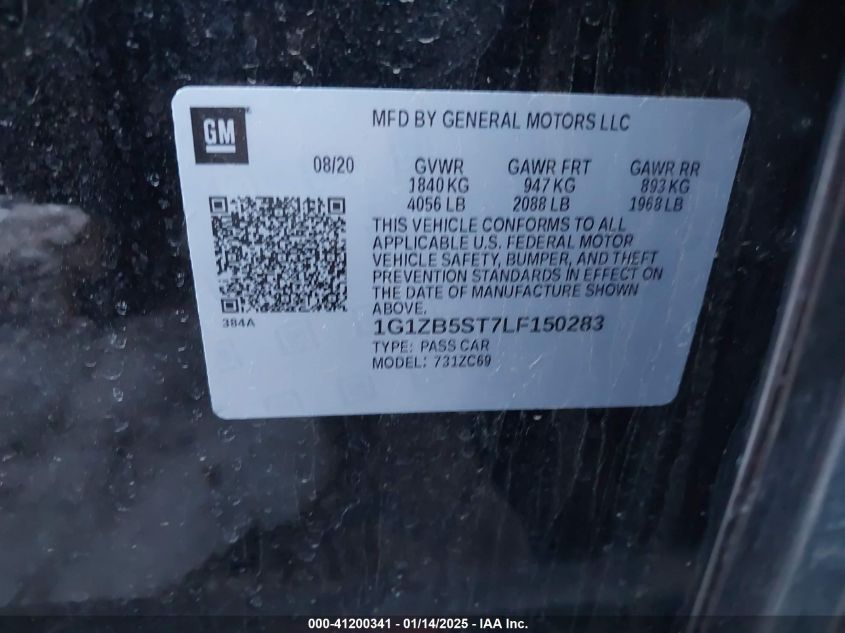 GM
MFD BY GENERAL MOTORS LLC
08/20 GVWR GAWR FRT GAWR RR
1840 KG 947 KG 893 KG
4056 LB 2088 LB 1968 LB
THIS VEHICLE CONFORMS TO ALL
APPLICABLE U.S. FEDERAL MOTOR
VEHICLE SAFETY, BUMPER, AND THEFT
PREVENTION STANDARDS IN EFFECT ON
THE DATE OF MANUFACTURE SHOWN
ABOVE.
384A
1G1ZB5ST7LF150283
TYPE: PASS CAR
MODEL: 731ZC69
000-41200341 - 01/14/2025 - IAA Inc.